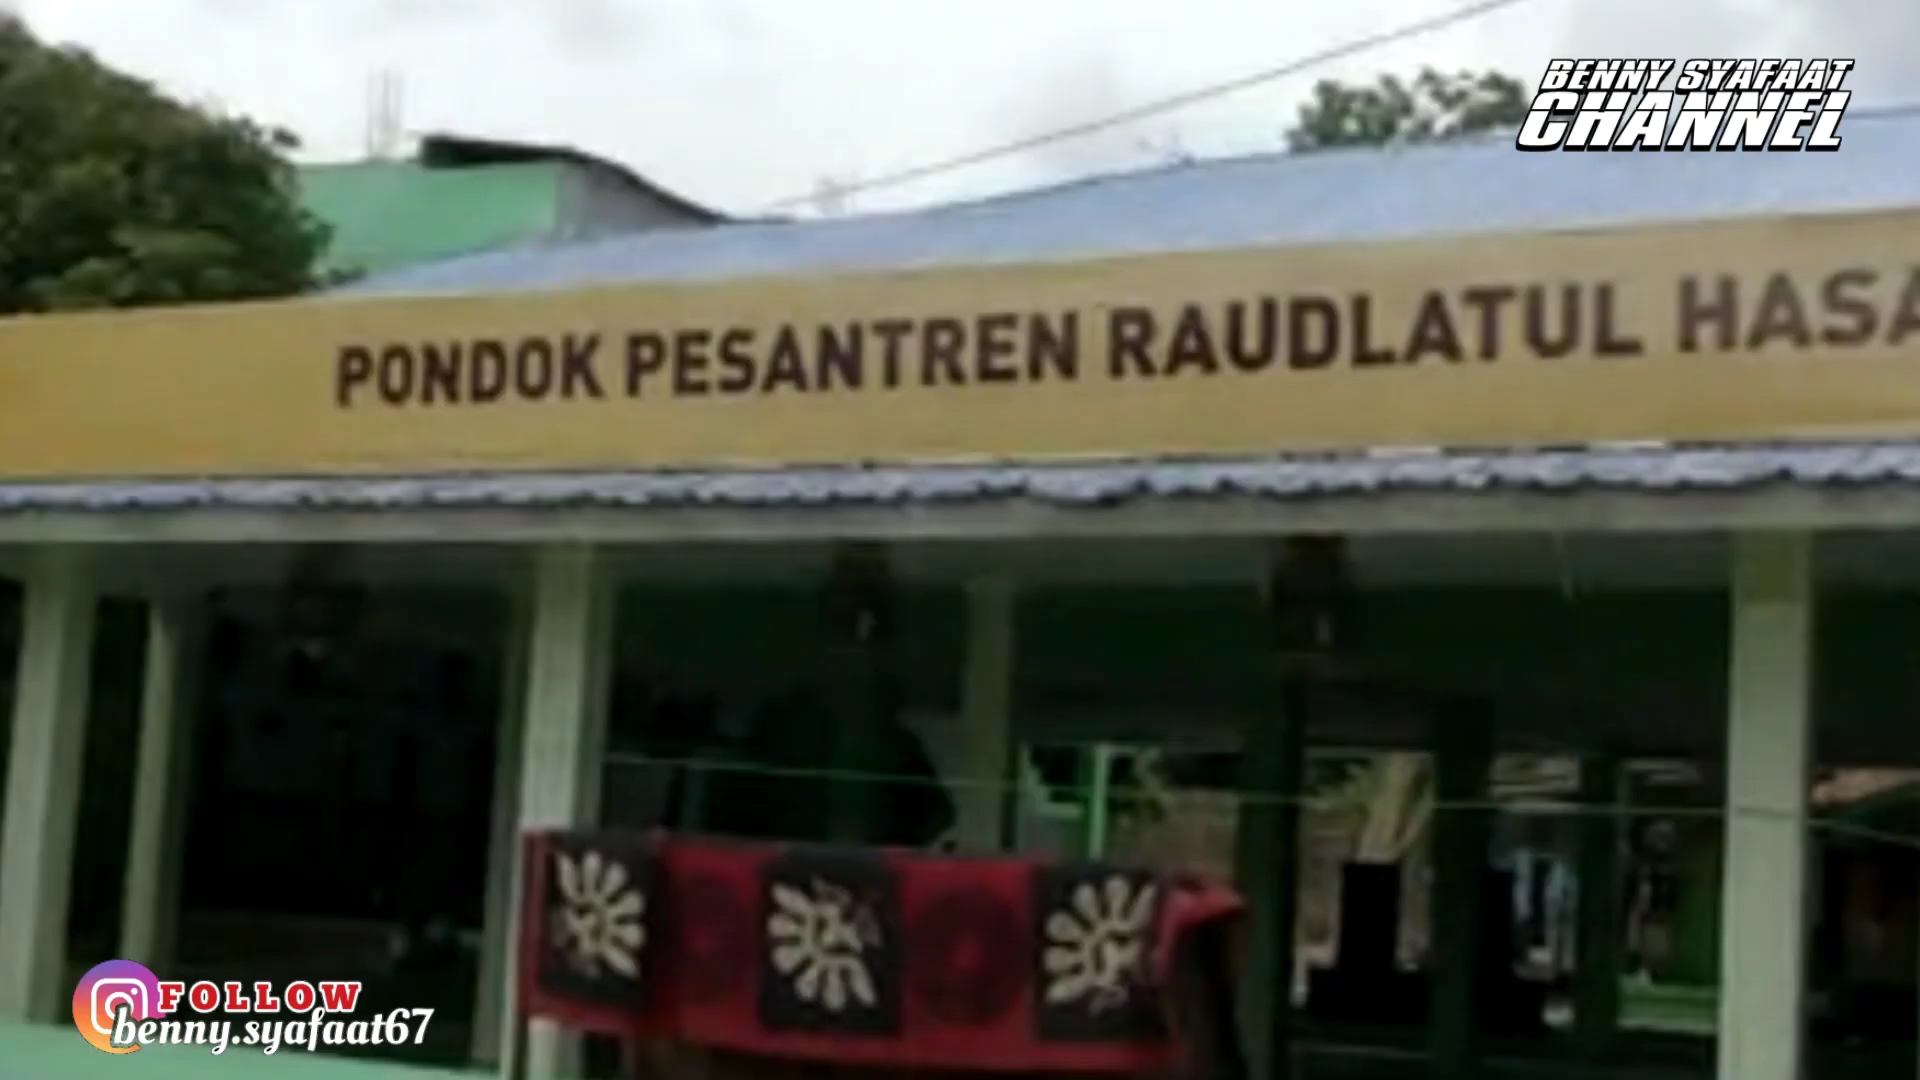 BENNY SYAFAAT
CHANNEL
PONDOK PESANTREN RAUDLATUL
FOLLOW
benny.syafaat67